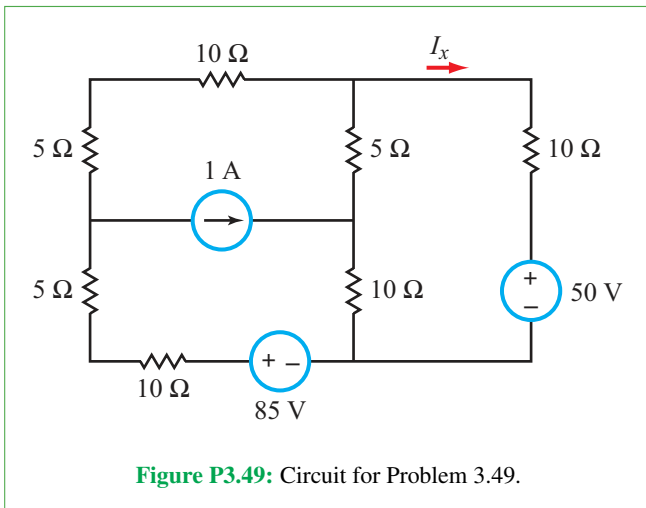 10 Ω
Ix
5 Ω
5 Ω
10 Ω
1 A
5 Ω
10 Ω
+
−
50 V
+ −
10 Ω
85 V
Figure P3.49: Circuit for Problem 3.49.